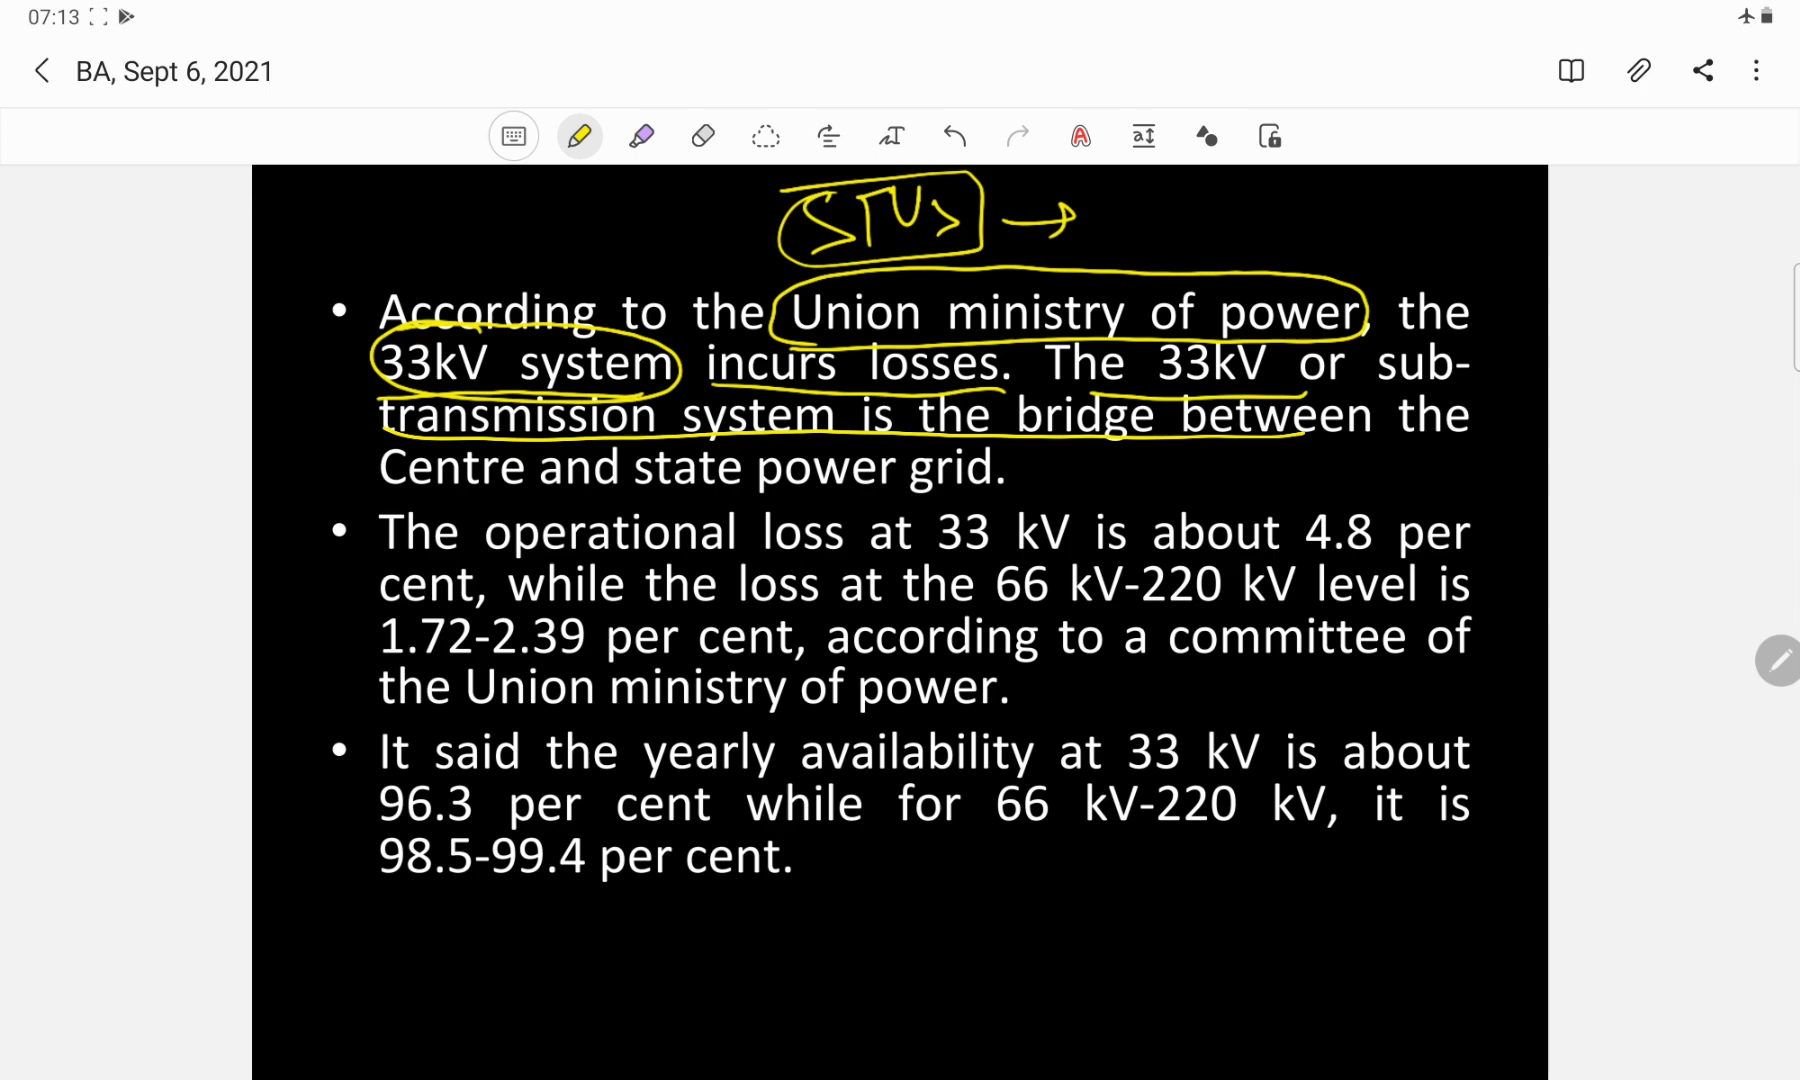 07:13
BA, Sept 6, 2021
STUs →
• According to the Union ministry of power, the
33kV system incurs losses. The 33kV or sub-
transmission system is the bridge between the
Centre and state power grid.
• The operational loss at 33 kV is about 4.8 per
cent, while the loss at the 66 kV-220 kV level is
1.72-2.39 per cent, according to a committee of
the Union ministry of power.
• It said the yearly availability at 33 kV is about
96.3 per cent while for 66 kV-220 kV, it is
98.5-99.4 per cent.